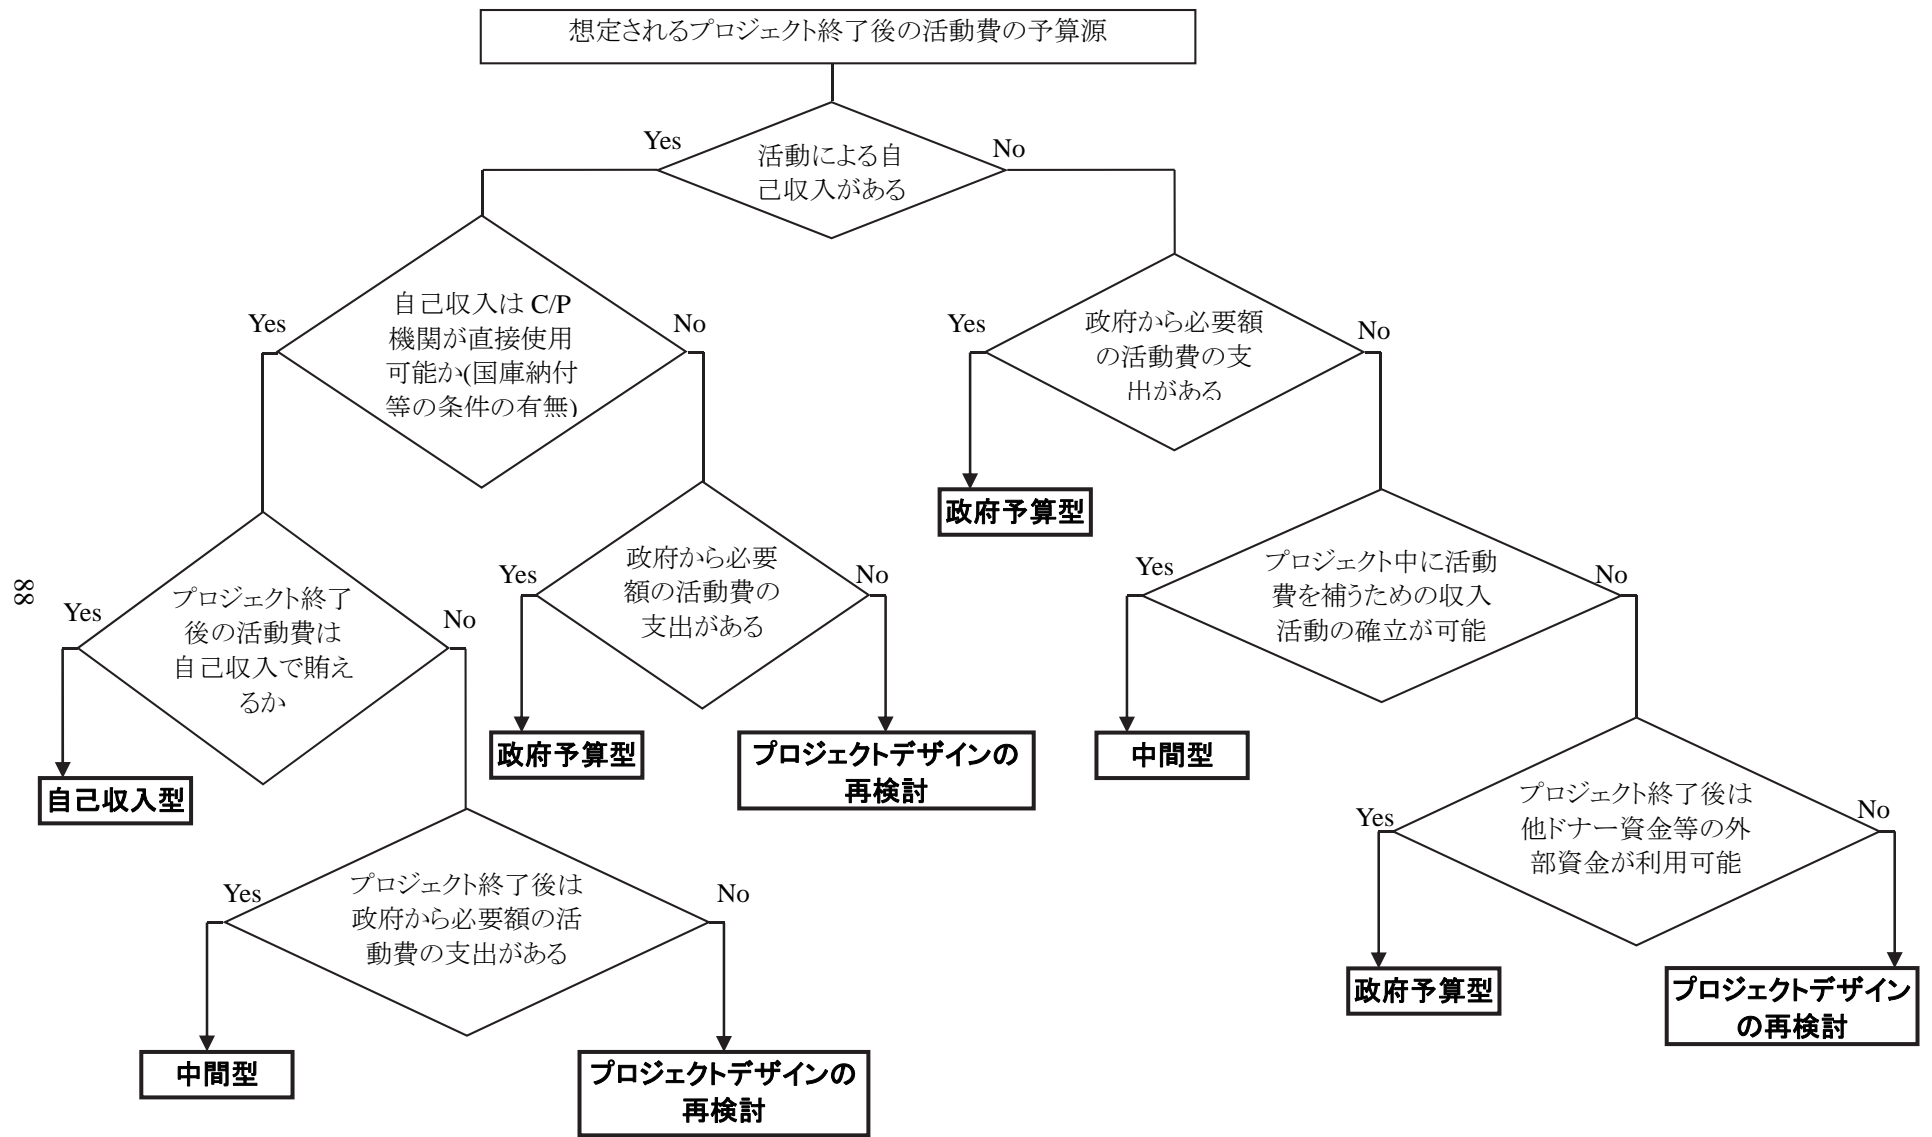 想定されるプロジェクト終了後の活動費の予算源
Yes
No
活動による自
己収入がある
Yes
自己収入は C/P
機関が直接使用
可能か(国庫納付
等の条件の有無)
No
Yes
政府から必要額
の活動費の支
出がある
No
政府予算型
Yes
プロジェクト終了
後の活動費は
自己収入で賄え
るか
No
Yes
政府から必要
額の活動費の
支出がある
No
Yes
プロジェクト中に活動
費を補うための収入
活動の確立が可能
No
88
自己収入型
政府予算型
プロジェクトデザインの
再検討
中間型
Yes
プロジェクト終了後は
他ドナー資金等の外
部資金が利用可能
No
Yes
プロジェクト終了後は
政府から必要額の活
動費の支出がある
No
政府予算型
プロジェクトデザイン
の再検討
中間型
プロジェクトデザインの
再検討